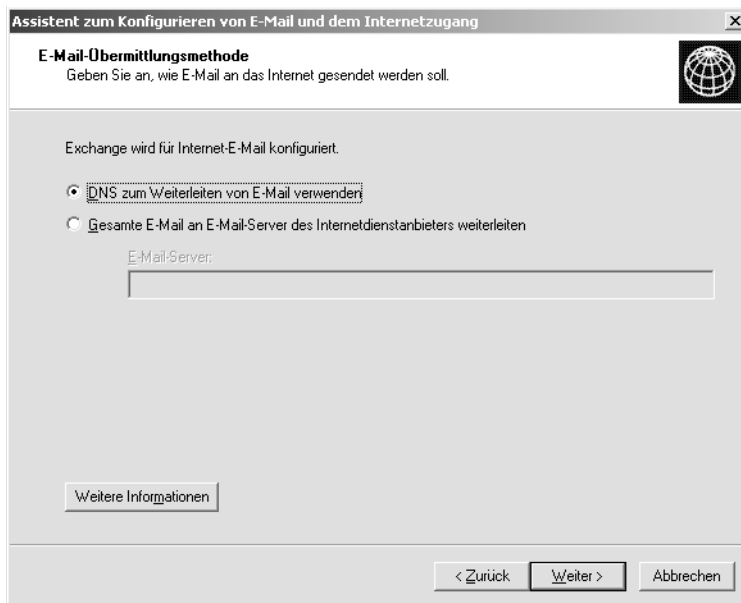 Assistent zum Konfigurieren von E-Mail und dem Internetzugang
E-Mail-Übermittlungsmethode
Geben Sie an, wie E-Mail an das Internet gesendet werden soll.
Exchange wird für Internet-E-Mail konfiguriert.
DNS zum Weiterleiten von E-Mail verwenden
Gesamte E-Mail an E-Mail-Server des Internetdienstanbieters weiterleiten
E-Mail-Server:
Weitere Informationen
< Zurück
Weiter >
Abbrechen